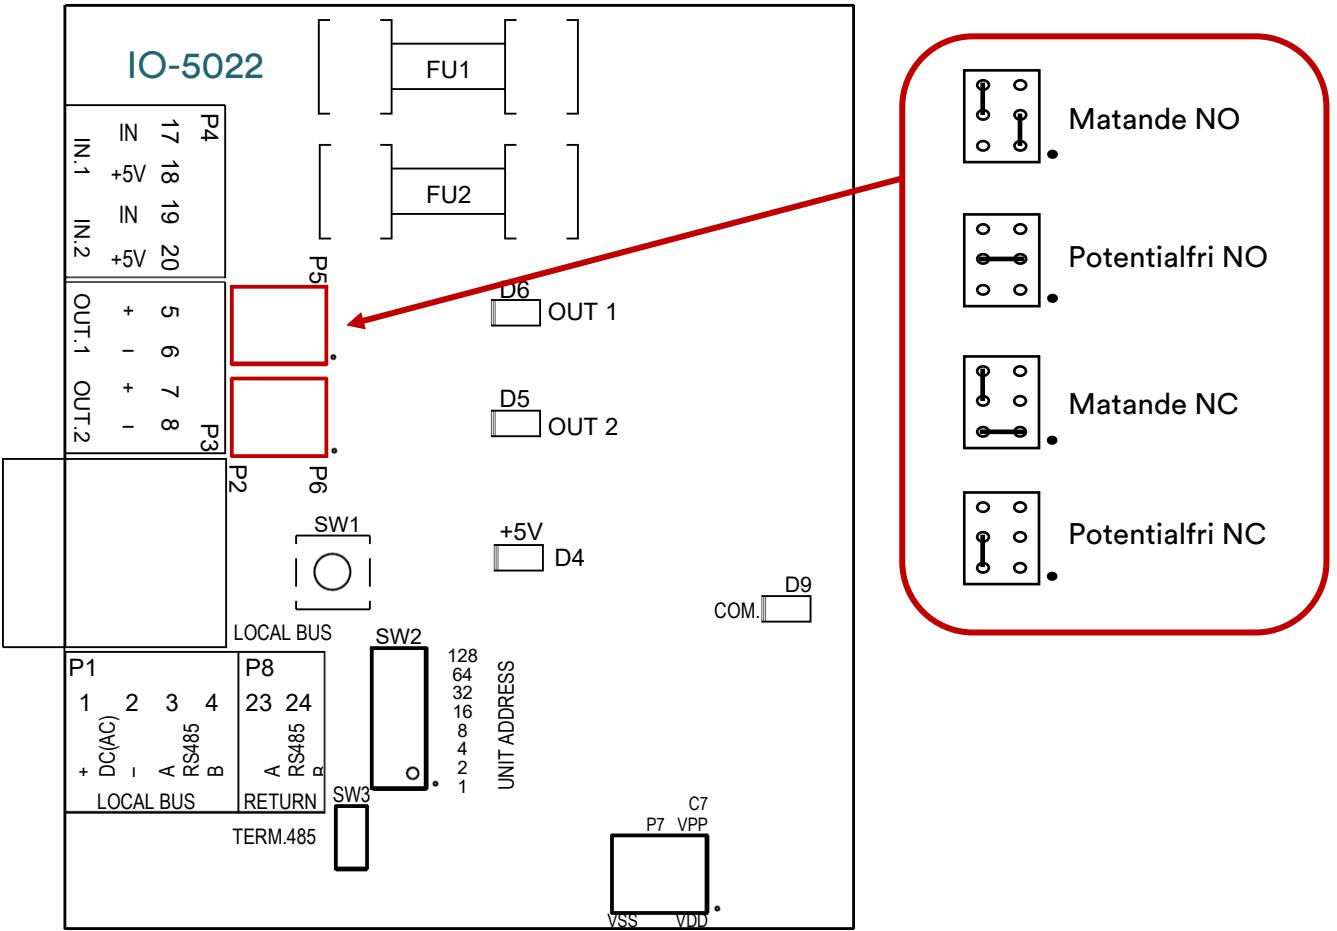 IO-5022
FU1
FU2
IN.1
IN.2
IN
+5V
IN
+5V
17
18
19
20
P4
OUT.1
OUT.2
+
−
+
−
5
6
7
8
P3
P5
P2
P6
D6
OUT 1
D5
OUT 2
+5V
D4
SW1
D9
COM.
LOCAL BUS
P1
1 2 3 4
+ DC(AC) − A RS485 B
LOCAL BUS
P8
23 24
A RS485 B
RETURN
SW2
128
64
32
16
8
4
2
1
UNIT ADDRESS
SW3
TERM.485
C7
P7 VPP
VSS VDD
Matande NO
Potentialfri NO
Matande NC
Potentialfri NC